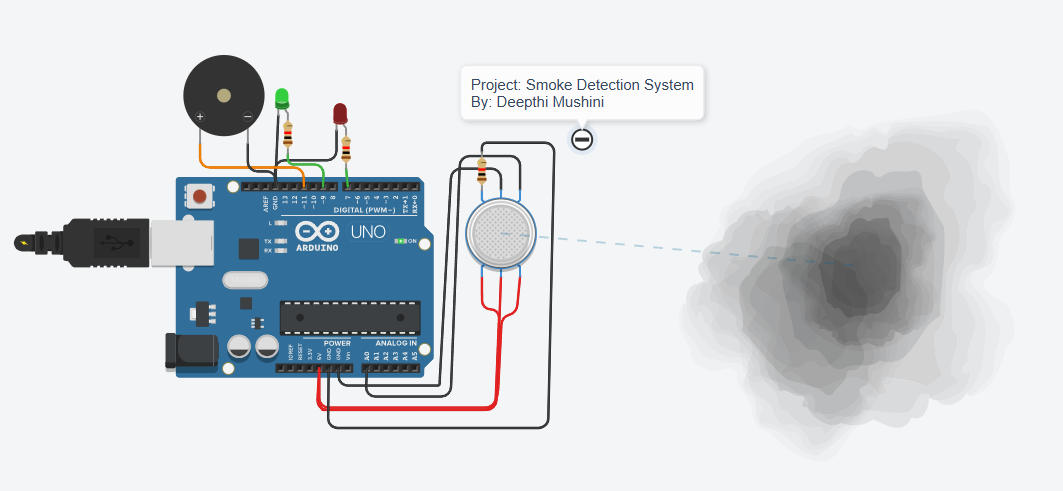 Project: Smoke Detection System
By: Deepthi Mushini
+
−
AREF
GND
13
12
~11
~10
~9
8
7
~6
~5
4
~3
2
TX→1
RX←0
DIGITAL (PWM~)
L
TX
RX
UNO
ARDUINO
ON
POWER
ANALOG IN
IOREF
RESET
3.3V
5V
GND
GND
Vin
A0
A1
A2
A3
A4
A5